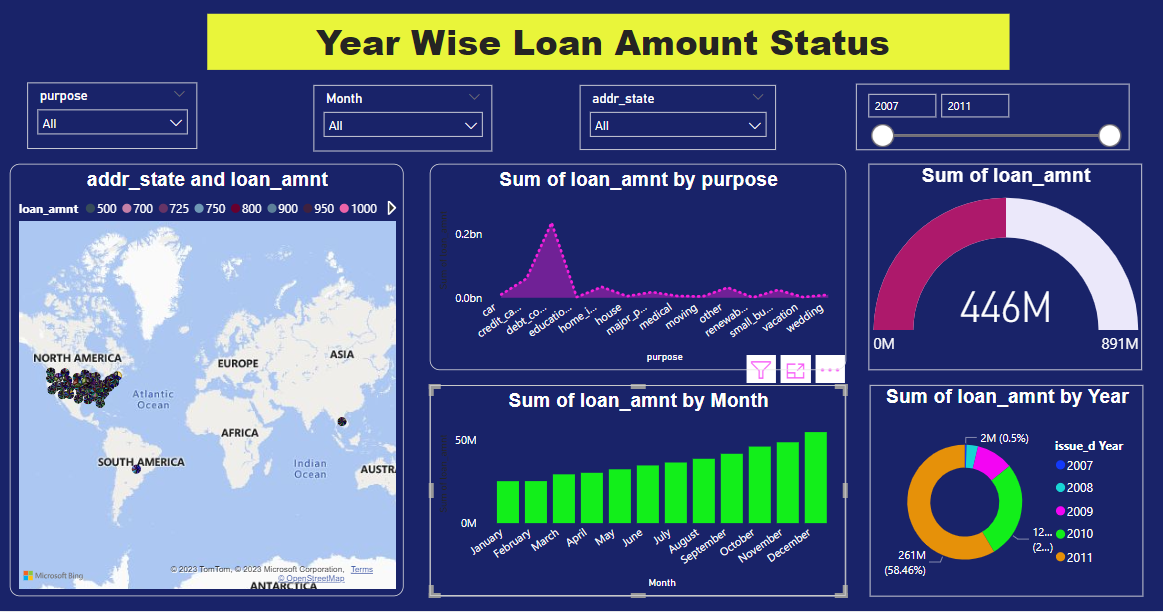 Year Wise Loan Amount Status
purpose
All
Month
All
addr_state
All
2007
2011
addr_state and loan_amnt
loan_amnt 500 700 725 750 800 900 950 1000
NORTH AMERICA
EUROPE
ASIA
Atlantic
Ocean
AFRICA
SOUTH AMERICA
Indian
Ocean
AUSTRA
Microsoft Bing
© 2023 TomTom, © 2023 Microsoft Corporation, Terms
© OpenStreetMap
ANTARCTICA
Sum of loan_amnt by purpose
0.2bn
0.0bn
car
credit_ca...
debt_co...
educatio...
home_i...
house
major_p...
medical
moving
other
renewab...
small_bu...
vacation
wedding
purpose
Sum of loan_amnt by Month
50M
0M
January
February
March
April
May
June
July
August
September
October
November
December
Month
Sum of loan_amnt
446M
0M
891M
Sum of loan_amnt by Year
2M (0.5%)
12...
(2...)
261M
(58.46%)
issue_d Year
2007
2008
2009
2010
2011